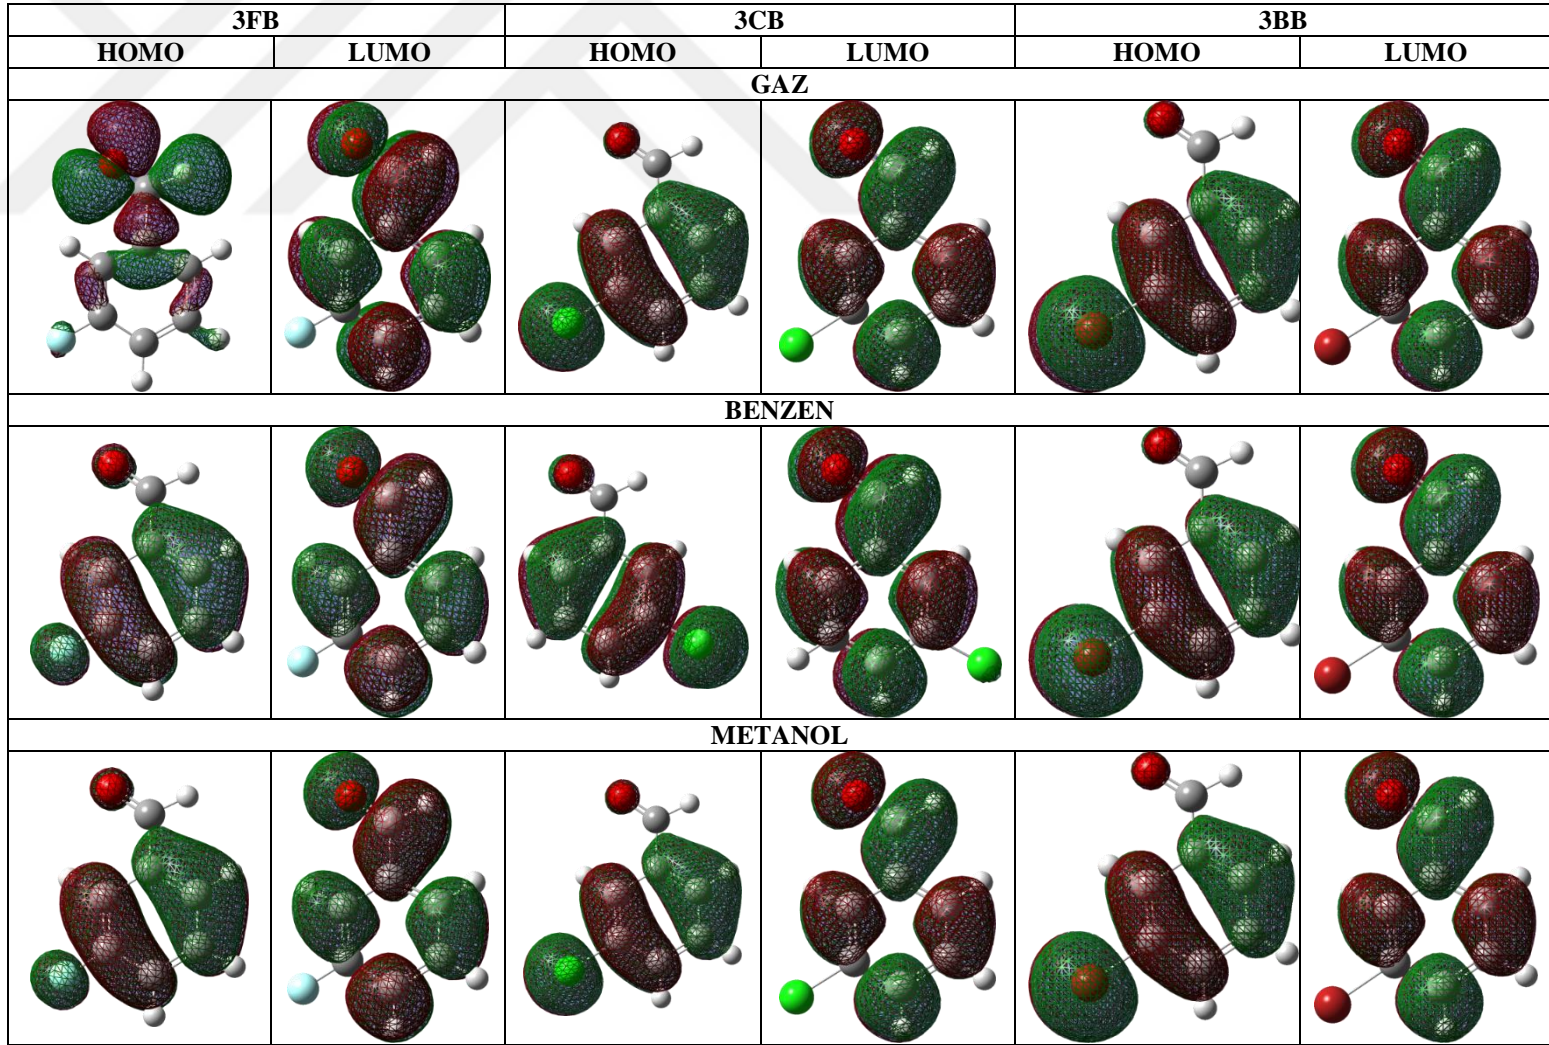 3FB 3CB 3BB
HOMO LUMO HOMO LUMO HOMO LUMO
GAZ
BENZEN
METANOL